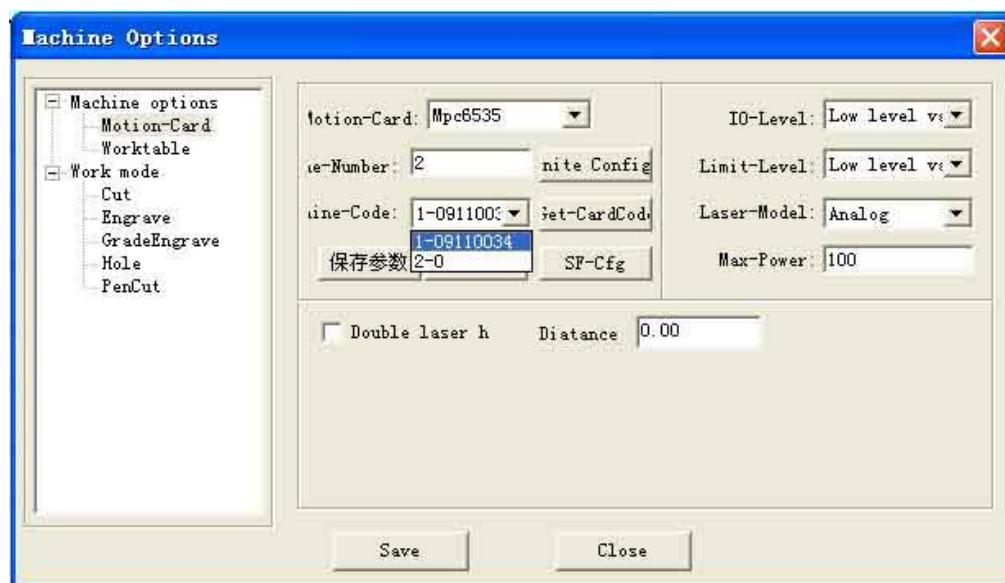 Machine Options
Machine options
Motion-Card
Worktable
Work mode
Cut
Engrave
GradeEngrave
Hole
PenCut
Motion-Card: Mpc6535
ne-Number: 2 nite Config
ine-Code: 1-0911003 Get-CardCod
1-09110034
2-0
保存参数 SF-Cfg
IO-Level: Low level va
Limit-Level: Low level va
Laser-Model: Analog
Max-Power: 100
Double laser h Diatance 0.00
Save Close